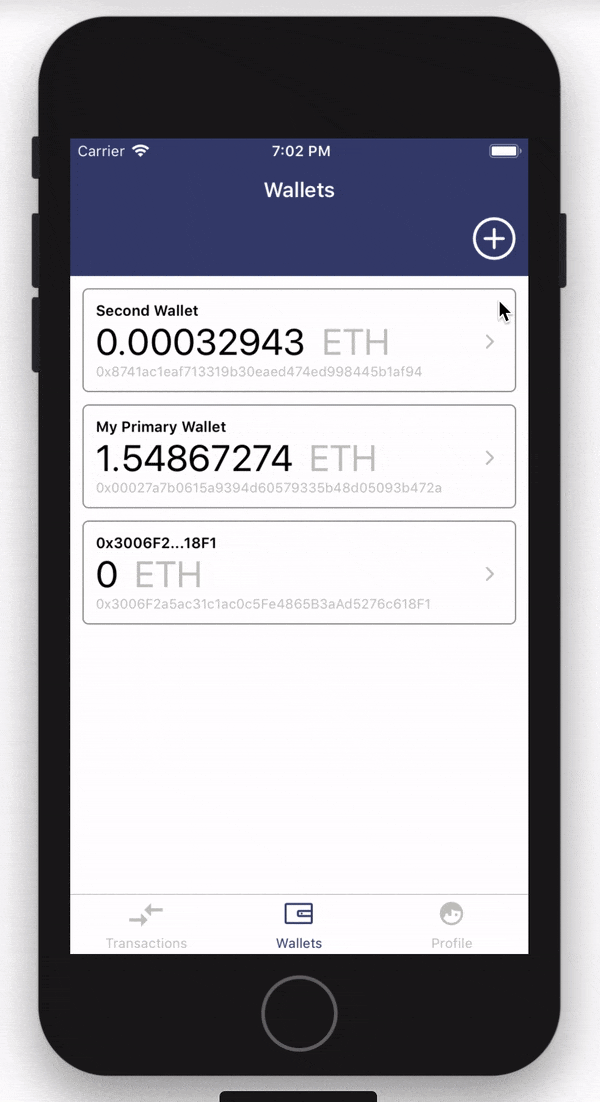 Carrier 7:02 PM
Wallets
Second Wallet
0.00032943 ETH
0x8741ac1eaf713319b30eaed474ed998445b1af94
My Primary Wallet
1.54867274 ETH
0x00027a7b0615a9394d60579335b48d05093b472a
0x3006F2...18F1
0 ETH
0x3006F2a5ac31c1ac0c5Fe4865B3aAd5276c618F1
Transactions Wallets Profile